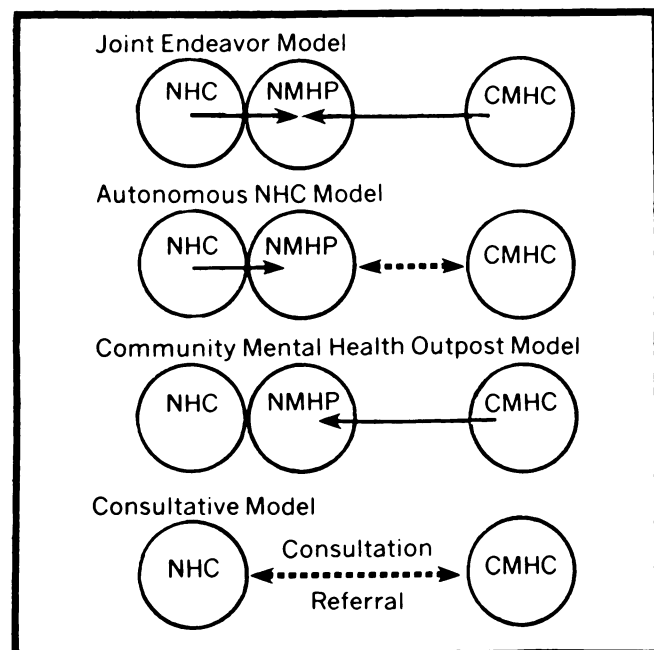 Joint Endeavor Model
NHC NMHP CMHC
Autonomous NHC Model
NHC NMHP CMHC
Community Mental Health Outpost Model
NHC NMHP CMHC
Consultative Model
NHC Consultation CMHC
Referral